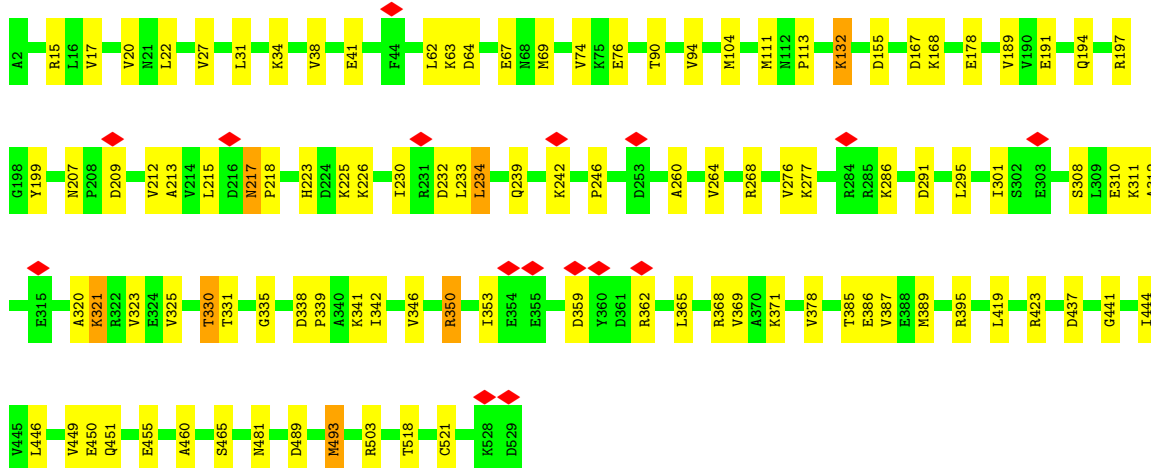 A2 R15 L16 V17 V20 N21 L22 V27 L31 K34 V38 E41 F44 L62 K63 D64 E67 N68 M69 V74 K75 E76 T90 V94 M104 M111 N112 P113 K132 D155 D167 K168 E178 V189 V190 E191 Q194 R197
G198 Y199 N207 P208 D209 V212 A213 V214 L215 D216 N217 P218 H223 D224 K225 K226 I230 R231 D232 L233 L234 Q239 K242 P246 D253 A260 V264 R268 V276 K277 R284 R285 K286 D291 L295 I301 S302 E303 S308 L309 E310 K311
E315 A320 K321 R322 V323 E324 V325 T330 T331 G335 D338 P339 A340 K341 I342 V346 R350 I353 E354 E355 D359 Y360 D361 R362 L365 R368 V369 A370 K371 V378 T385 E386 V387 E388 M389 R395 L419 R423 D437 G441 I444
V445 L446 V449 E450 Q451 E455 A460 S465 N481 D489 M493 R503 T518 C521 K528 D529